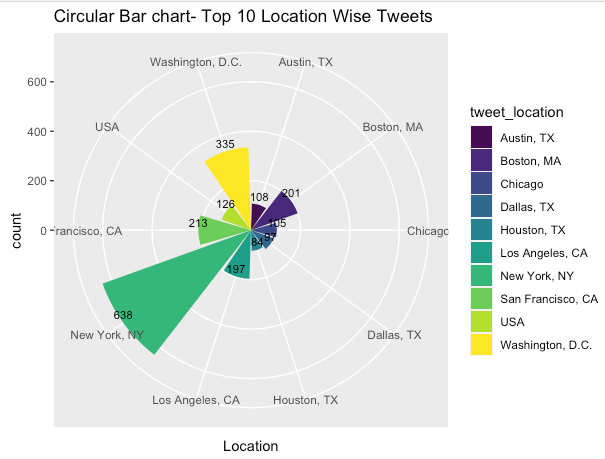 Circular Bar chart- Top 10 Location Wise Tweets
Washington, D.C.
Austin, TX
USA
Boston, MA
rancisco, CA
Chicago
New York, NY
Dallas, TX
Los Angeles, CA
Houston, TX
335
108
201
126
105
213
97
84
197
638
600
400
200
0
count
Location
tweet_location
Austin, TX
Boston, MA
Chicago
Dallas, TX
Houston, TX
Los Angeles, CA
New York, NY
San Francisco, CA
USA
Washington, D.C.